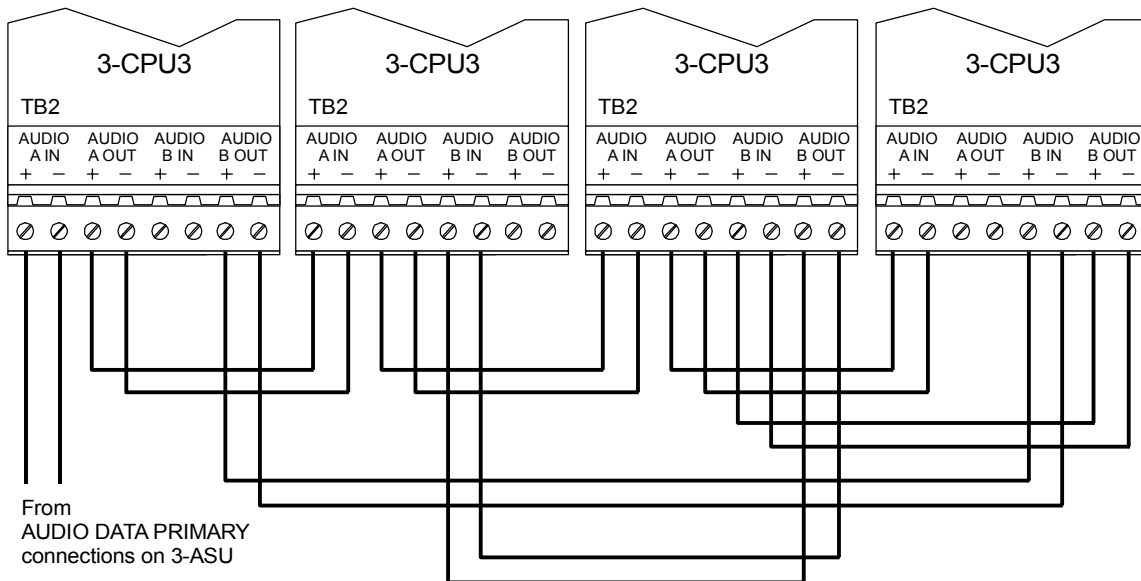 3-CPU3 3-CPU3 3-CPU3 3-CPU3
TB2 TB2 TB2 TB2
AUDIO AUDIO AUDIO AUDIO AUDIO AUDIO AUDIO AUDIO AUDIO AUDIO AUDIO AUDIO AUDIO AUDIO AUDIO AUDIO
A IN A OUT B IN B OUT A IN A OUT B IN B OUT A IN A OUT B IN B OUT A IN A OUT B IN B OUT
+ − + − + − + − + − + − + − + − + − + − + − + − + − + − + − + −
From
AUDIO DATA PRIMARY
connections on 3-ASU